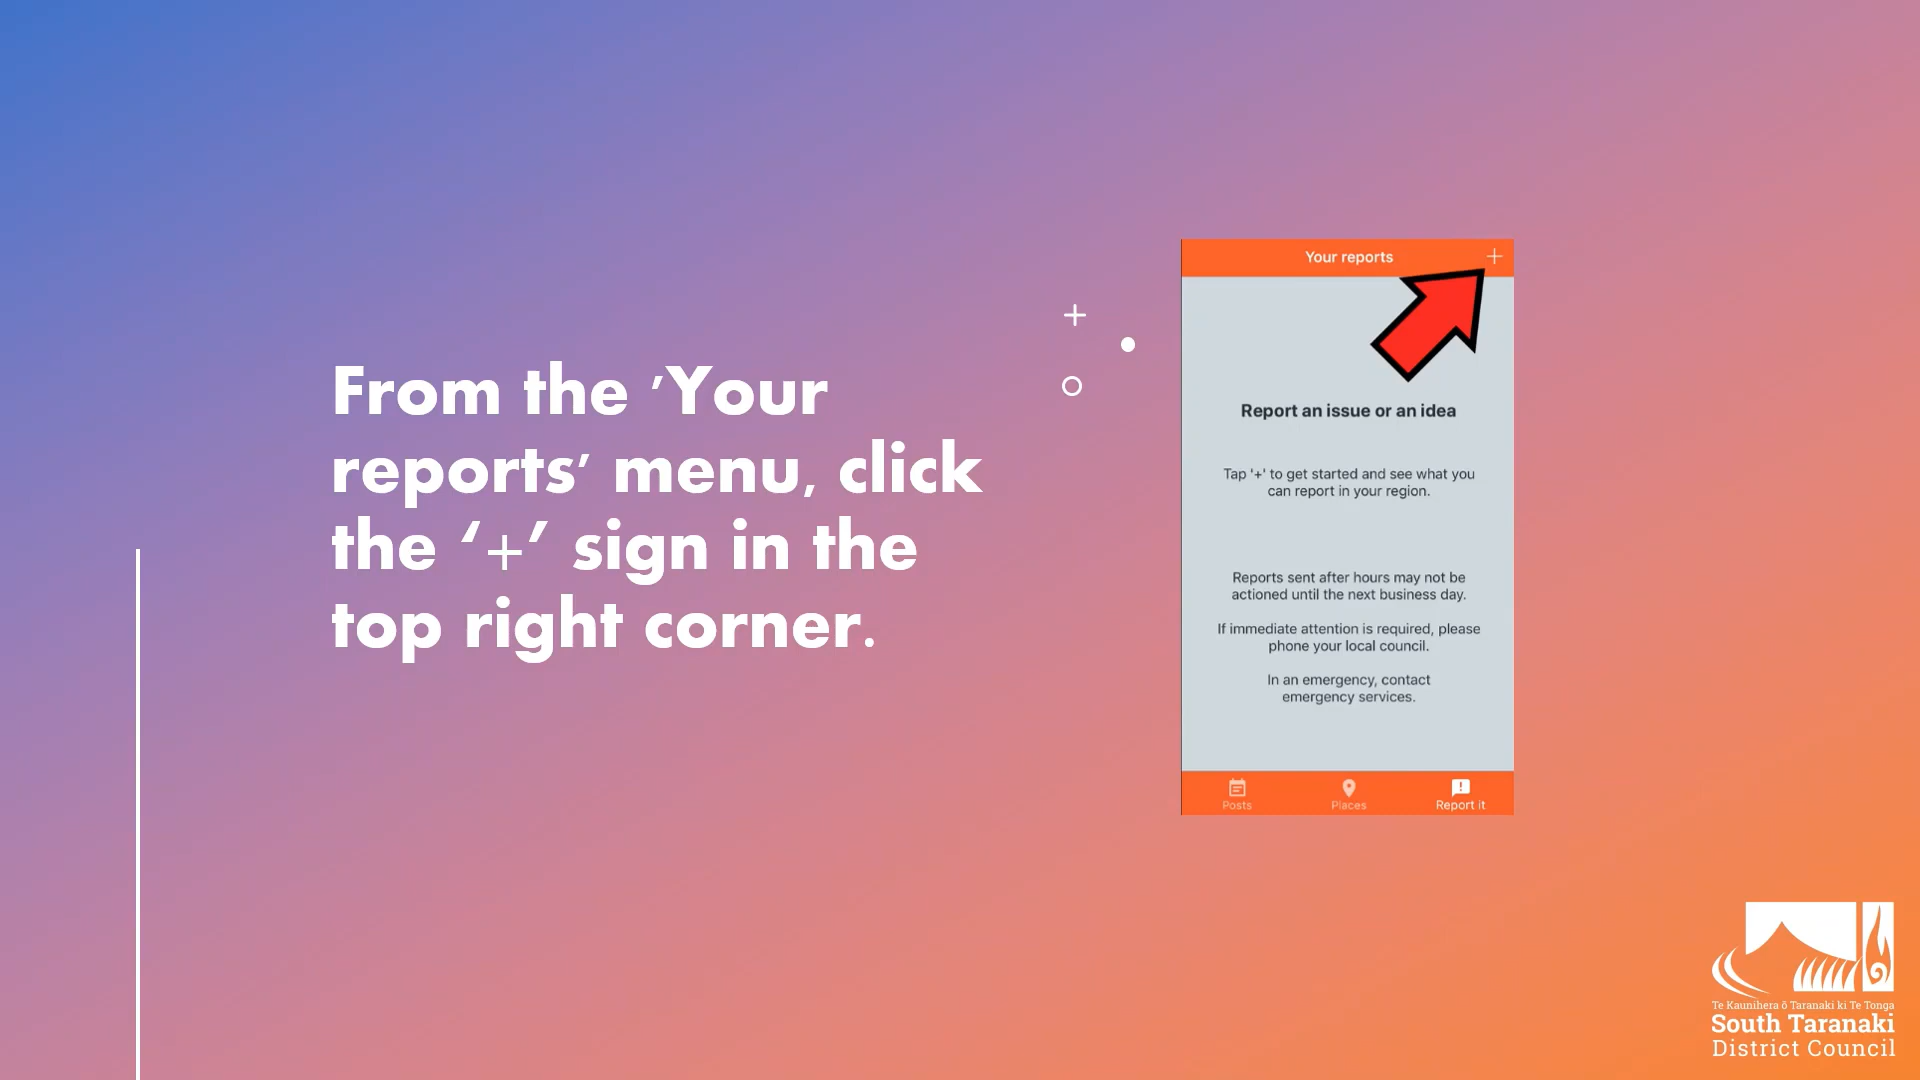 From the 'Your
reports' menu, click
the ‘+’ sign in the
top right corner.
Your reports +
Report an issue or an idea
Tap '+' to get started and see what you
can report in your region.
Reports sent after hours may not be
actioned until the next business day.
If immediate attention is required, please
phone your local council.
In an emergency, contact
emergency services.
Posts Places Report it
Te Kaunihera ō Taranaki ki Te Tonga
South Taranaki
District Council